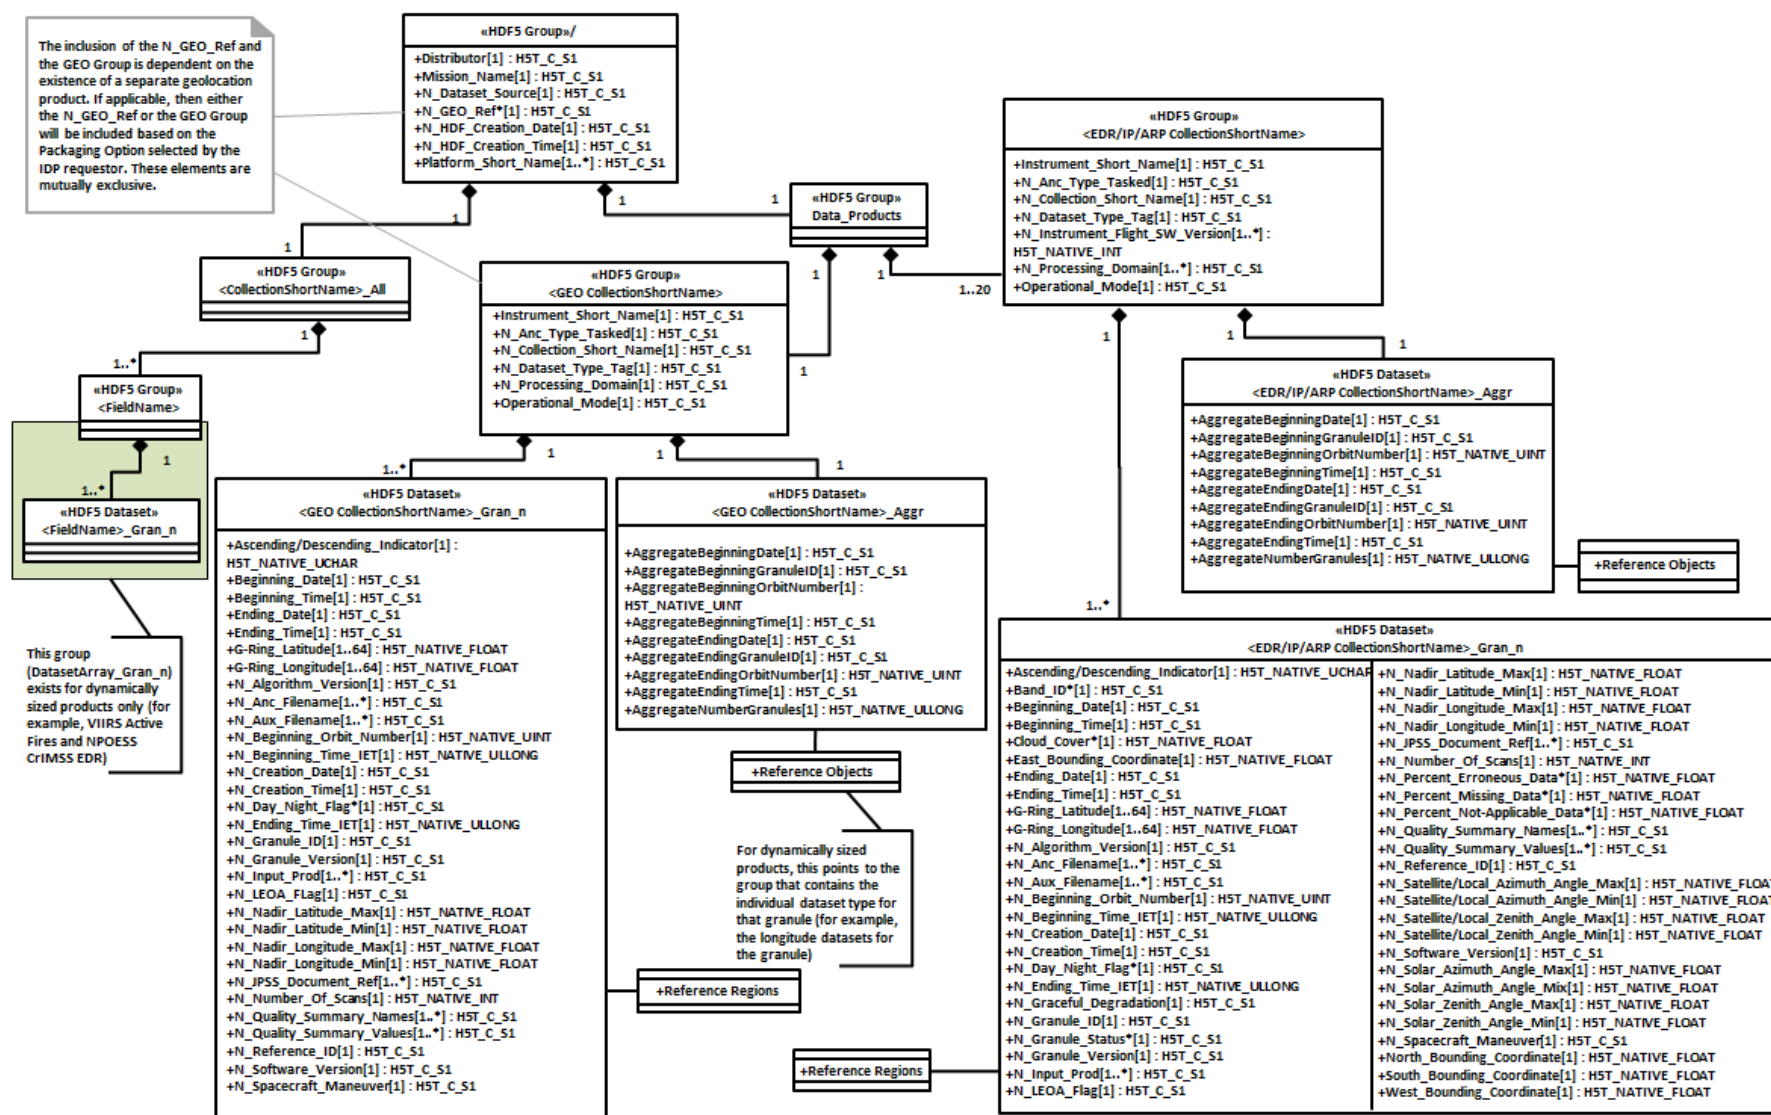 The inclusion of the N_GEO_Ref and
the GEO Group is dependent on the
existence of a separate geolocation
product. If applicable, then either
the N_GEO_Ref or the GEO Group
will be included based on the
Packaging Option selected by the
IDP requestor. These elements are
mutually exclusive.
«HDF5 Group»/
+Distributor[1] : H5T_C_S1
+Mission_Name[1] : H5T_C_S1
+N_Dataset_Source[1] : H5T_C_S1
+N_GEO_Ref*[1] : H5T_C_S1
+N_HDF_Creation_Date[1] : H5T_C_S1
+N_HDF_Creation_Time[1] : H5T_C_S1
+Platform_Short_Name[1..*] : H5T_C_S1
1
1
1
1
«HDF5 Group»
Data_Products
1
1
1
1..20
«HDF5 Group»
<EDR/IP/ARP CollectionShortName>
+Instrument_Short_Name[1] : H5T_C_S1
+N_Anc_Type_Tasked[1] : H5T_C_S1
+N_Collection_Short_Name[1] : H5T_C_S1
+N_Dataset_Type_Tag[1] : H5T_C_S1
+N_Instrument_Flight_SW_Version[1..*] :
H5T_NATIVE_INT
+N_Processing_Domain[1..*] : H5T_C_S1
+Operational_Mode[1] : H5T_C_S1
1
1
1
1..*
«HDF5 Group»
<CollectionShortName>_All
1
1..*
«HDF5 Group»
<FieldName>
1
1..*
«HDF5 Dataset»
<FieldName>_Gran_n
This group
(DatasetArray_Gran_n)
exists for dynamically
sized products only (for
example, VIIRS Active
Fires and NPOESS
CrIMSS EDR)
«HDF5 Group»
<GEO CollectionShortName>
+Instrument_Short_Name[1] : H5T_C_S1
+N_Anc_Type_Tasked[1] : H5T_C_S1
+N_Collection_Short_Name[1] : H5T_C_S1
+N_Dataset_Type_Tag[1] : H5T_C_S1
+N_Processing_Domain[1] : H5T_C_S1
+Operational_Mode[1] : H5T_C_S1
1
1..*
1
1
«HDF5 Dataset»
<GEO CollectionShortName>_Gran_n
+Ascending/Descending_Indicator[1] :
H5T_NATIVE_UCHAR
+Beginning_Date[1] : H5T_C_S1
+Beginning_Time[1] : H5T_C_S1
+Ending_Date[1] : H5T_C_S1
+Ending_Time[1] : H5T_C_S1
+G-Ring_Latitude[1..64] : H5T_NATIVE_FLOAT
+G-Ring_Longitude[1..64] : H5T_NATIVE_FLOAT
+N_Algorithm_Version[1] : H5T_C_S1
+N_Anc_Filename[1..*] : H5T_C_S1
+N_Aux_Filename[1..*] : H5T_C_S1
+N_Beginning_Orbit_Number[1] : H5T_NATIVE_UINT
+N_Beginning_Time_IET[1] : H5T_NATIVE_ULLONG
+N_Creation_Date[1] : H5T_C_S1
+N_Creation_Time[1] : H5T_C_S1
+N_Day_Night_Flag*[1] : H5T_C_S1
+N_Ending_Time_IET[1] : H5T_NATIVE_ULLONG
+N_Granule_ID[1] : H5T_C_S1
+N_Granule_Version[1] : H5T_C_S1
+N_Input_Prod[1..*] : H5T_C_S1
+N_LEOA_FLag[1] : H5T_C_S1
+N_Nadir_Latitude_Max[1] : H5T_NATIVE_FLOAT
+N_Nadir_Latitude_Min[1] : H5T_NATIVE_FLOAT
+N_Nadir_Longitude_Max[1] : H5T_NATIVE_FLOAT
+N_Nadir_Longitude_Min[1] : H5T_NATIVE_FLOAT
+N_JPSS_Document_Ref[1..*] : H5T_C_S1
+N_Number_Of_Scans[1] : H5T_NATIVE_INT
+N_Quality_Summary_Names[1..*] : H5T_C_S1
+N_Quality_Summary_Values[1..*] : H5T_C_S1
+N_Reference_ID[1] : H5T_C_S1
+N_Software_Version[1] : H5T_C_S1
+N_Spacecraft_Maneuver[1] : H5T_C_S1
+Reference Regions
«HDF5 Dataset»
<GEO CollectionShortName>_Aggr
+AggregateBeginningDate[1] : H5T_C_S1
+AggregateBeginningGranuleID[1] : H5T_C_S1
+AggregateBeginningOrbitNumber[1] :
H5T_NATIVE_UINT
+AggregateBeginningTime[1] : H5T_C_S1
+AggregateEndingDate[1] : H5T_C_S1
+AggregateEndingGranuleID[1] : H5T_C_S1
+AggregateEndingOrbitNumber[1] : H5T_NATIVE_UINT
+AggregateEndingTime[1] : H5T_C_S1
+AggregateNumberGranules[1] : H5T_NATIVE_ULLONG
+Reference Objects
For dynamically sized
products, this points to the
group that contains the
individual dataset type for
that granule (for example,
the longitude datasets for
the granule)
«HDF5 Dataset»
<EDR/IP/ARP CollectionShortName>_Aggr
+AggregateBeginningDate[1] : H5T_C_S1
+AggregateBeginningGranuleID[1] : H5T_C_S1
+AggregateBeginningOrbitNumber[1] : H5T_NATIVE_UINT
+AggregateBeginningTime[1] : H5T_C_S1
+AggregateEndingDate[1] : H5T_C_S1
+AggregateEndingGranuleID[1] : H5T_C_S1
+AggregateEndingOrbitNumber[1] : H5T_NATIVE_UINT
+AggregateEndingTime[1] : H5T_C_S1
+AggregateNumberGranules[1] : H5T_NATIVE_ULLONG
+Reference Objects
«HDF5 Dataset»
<EDR/IP/ARP CollectionShortName>_Gran_n
+Ascending/Descending_Indicator[1] : H5T_NATIVE_UCHAR
+Band_ID*[1] : H5T_C_S1
+Beginning_Date[1] : H5T_C_S1
+Beginning_Time[1] : H5T_C_S1
+Cloud_Cover*[1] : H5T_NATIVE_FLOAT
+East_Bounding_Coordinate[1] : H5T_NATIVE_FLOAT
+Ending_Date[1] : H5T_C_S1
+Ending_Time[1] : H5T_C_S1
+G-Ring_Latitude[1..64] : H5T_NATIVE_FLOAT
+G-Ring_Longitude[1..64] : H5T_NATIVE_FLOAT
+N_Algorithm_Version[1] : H5T_C_S1
+N_Anc_Filename[1..*] : H5T_C_S1
+N_Aux_Filename[1..*] : H5T_C_S1
+N_Beginning_Orbit_Number[1] : H5T_NATIVE_UINT
+N_Beginning_Time_IET[1] : H5T_NATIVE_ULLONG
+N_Creation_Date[1] : H5T_C_S1
+N_Creation_Time[1] : H5T_C_S1
+N_Day_Night_Flag*[1] : H5T_C_S1
+N_Ending_Time_IET[1] : H5T_NATIVE_ULLONG
+N_Graceful_Degradation[1] : H5T_C_S1
+N_Granule_ID[1] : H5T_C_S1
+N_Granule_Status*[1] : H5T_C_S1
+N_Granule_Version[1] : H5T_C_S1
+N_Input_Prod[1..*] : H5T_C_S1
+N_LEOA_Flag[1] : H5T_C_S1
+N_Nadir_Latitude_Max[1] : H5T_NATIVE_FLOAT
+N_Nadir_Latitude_Min[1] : H5T_NATIVE_FLOAT
+N_Nadir_Longitude_Max[1] : H5T_NATIVE_FLOAT
+N_Nadir_Longitude_Min[1] : H5T_NATIVE_FLOAT
+N_JPSS_Document_Ref[1..*] : H5T_C_S1
+N_Number_Of_Scans[1] : H5T_NATIVE_INT
+N_Percent_Erroneous_Data*[1] : H5T_NATIVE_FLOAT
+N_Percent_Missing_Data*[1] : H5T_NATIVE_FLOAT
+N_Percent_Not-Applicable_Data*[1] : H5T_NATIVE_FLOAT
+N_Quality_Summary_Names[1..*] : H5T_C_S1
+N_Quality_Summary_Values[1..*] : H5T_C_S1
+N_Reference_ID[1] : H5T_C_S1
+N_Satellite/Local_Azimuth_Angle_Max[1] : H5T_NATIVE_FLOAT
+N_Satellite/Local_Azimuth_Angle_Min[1] : H5T_NATIVE_FLOAT
+N_Satellite/Local_Zenith_Angle_Max[1] : H5T_NATIVE_FLOAT
+N_Satellite/Local_Zenith_Angle_Min[1] : H5T_NATIVE_FLOAT
+N_Software_Version[1] : H5T_C_S1
+N_Solar_Azimuth_Angle_Max[1] : H5T_NATIVE_FLOAT
+N_Solar_Azimuth_Angle_Mix[1] : H5T_NATIVE_FLOAT
+N_Solar_Zenith_Angle_Max[1] : H5T_NATIVE_FLOAT
+N_Solar_Zenith_Angle_Min[1] : H5T_NATIVE_FLOAT
+N_Spacecraft_Maneuver[1] : H5T_C_S1
+North_Bounding_Coordinate[1] : H5T_NATIVE_FLOAT
+South_Bounding_Coordinate[1] : H5T_NATIVE_FLOAT
+West_Bounding_Coordinate[1] : H5T_NATIVE_FLOAT
+Reference Regions